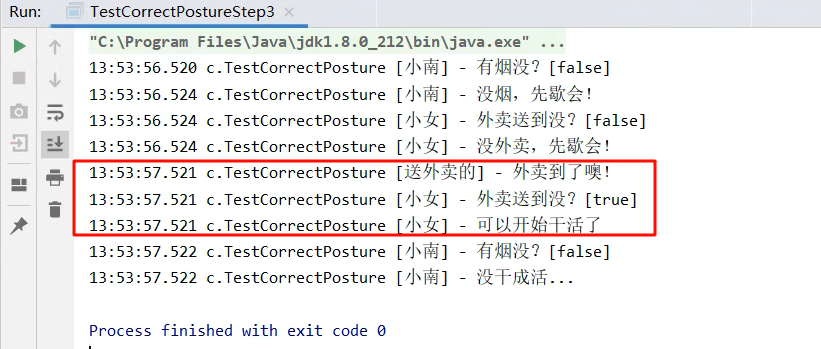 Run: TestCorrectPostureStep3 ×
"C:\Program Files\Java\jdk1.8.0_212\bin\java.exe" ...
13:53:56.520 c.TestCorrectPosture [小南] - 有烟没？[false]
13:53:56.524 c.TestCorrectPosture [小南] - 没烟，先歇会！
13:53:56.524 c.TestCorrectPosture [小女] - 外卖送到没？[false]
13:53:56.524 c.TestCorrectPosture [小女] - 没外卖，先歇会！
13:53:57.521 c.TestCorrectPosture [送外卖的] - 外卖到了噢！
13:53:57.521 c.TestCorrectPosture [小女] - 外卖送到没？[true]
13:53:57.521 c.TestCorrectPosture [小女] - 可以开始干活了
13:53:57.522 c.TestCorrectPosture [小南] - 有烟没？[false]
13:53:57.522 c.TestCorrectPosture [小南] - 没干成活...
Process finished with exit code 0